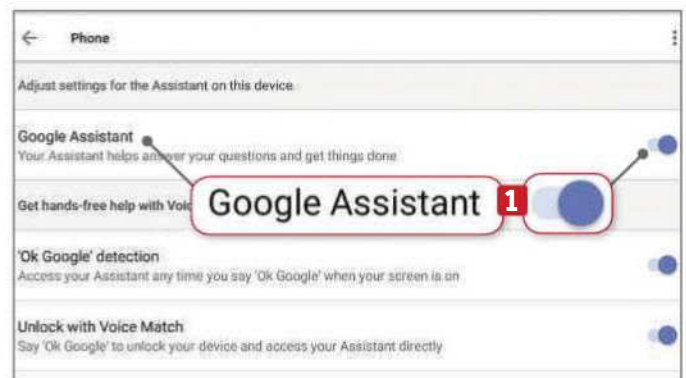 Phone
Adjust settings for the Assistant on this device
Google Assistant
Your Assistant helps answer your questions and get things done
Google Assistant 1
Get hands-free help with
'Ok Google' detection
Access your Assistant any time you say 'Ok Google' when your screen is on
Unlock with Voice Match
Say 'Ok Google' to unlock your device and access your Assistant directly